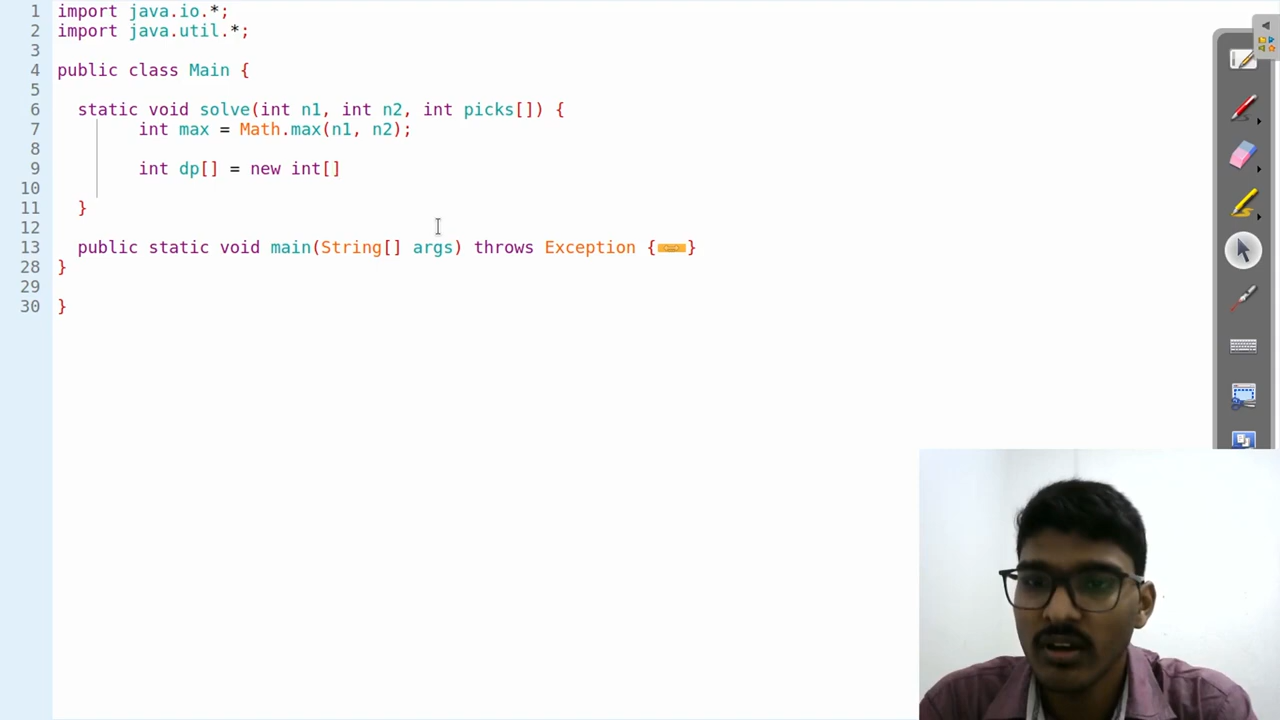 1 import java.io.*;
2 import java.util.*;
3
4 public class Main {
5
6 static void solve(int n1, int n2, int picks[]) {
7 int max = Math.max(n1, n2);
8
9 int dp[] = new int[]
10
11 }
12
13 public static void main(String[] args) throws Exception {}
28 }
29
30 }